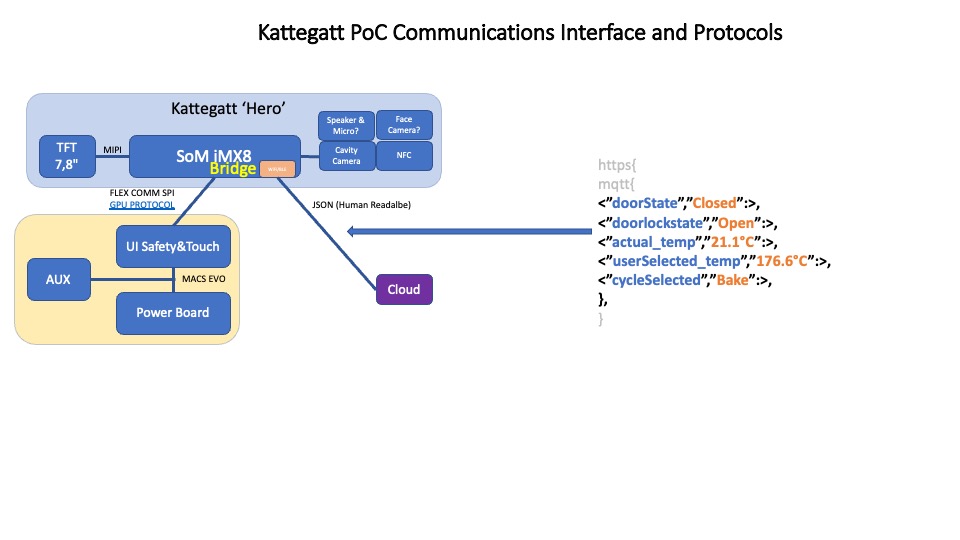 Kattegatt PoC Communications Interface and Protocols
Kattegatt ‘Hero’
TFT
7,8"
MIPI
SoM iMX8
Bridge
Speaker &
Micro?
Face
Camera?
Cavity
Camera
NFC
FLEX COMM SPI
GPU PROTOCOL
JSON (Human Readalbe)
UI Safety&Touch
AUX
MACS EVO
Power Board
Cloud
https{
mqtt{
<”doorState”,”Closed”:>,
<”doorlockstate”,”Open”:>,
<”actual_temp”,”21.1°C”:>,
<”userSelected_temp”,”176.6°C”:>,
<”cycleSelected”,”Bake”:>,
},
}